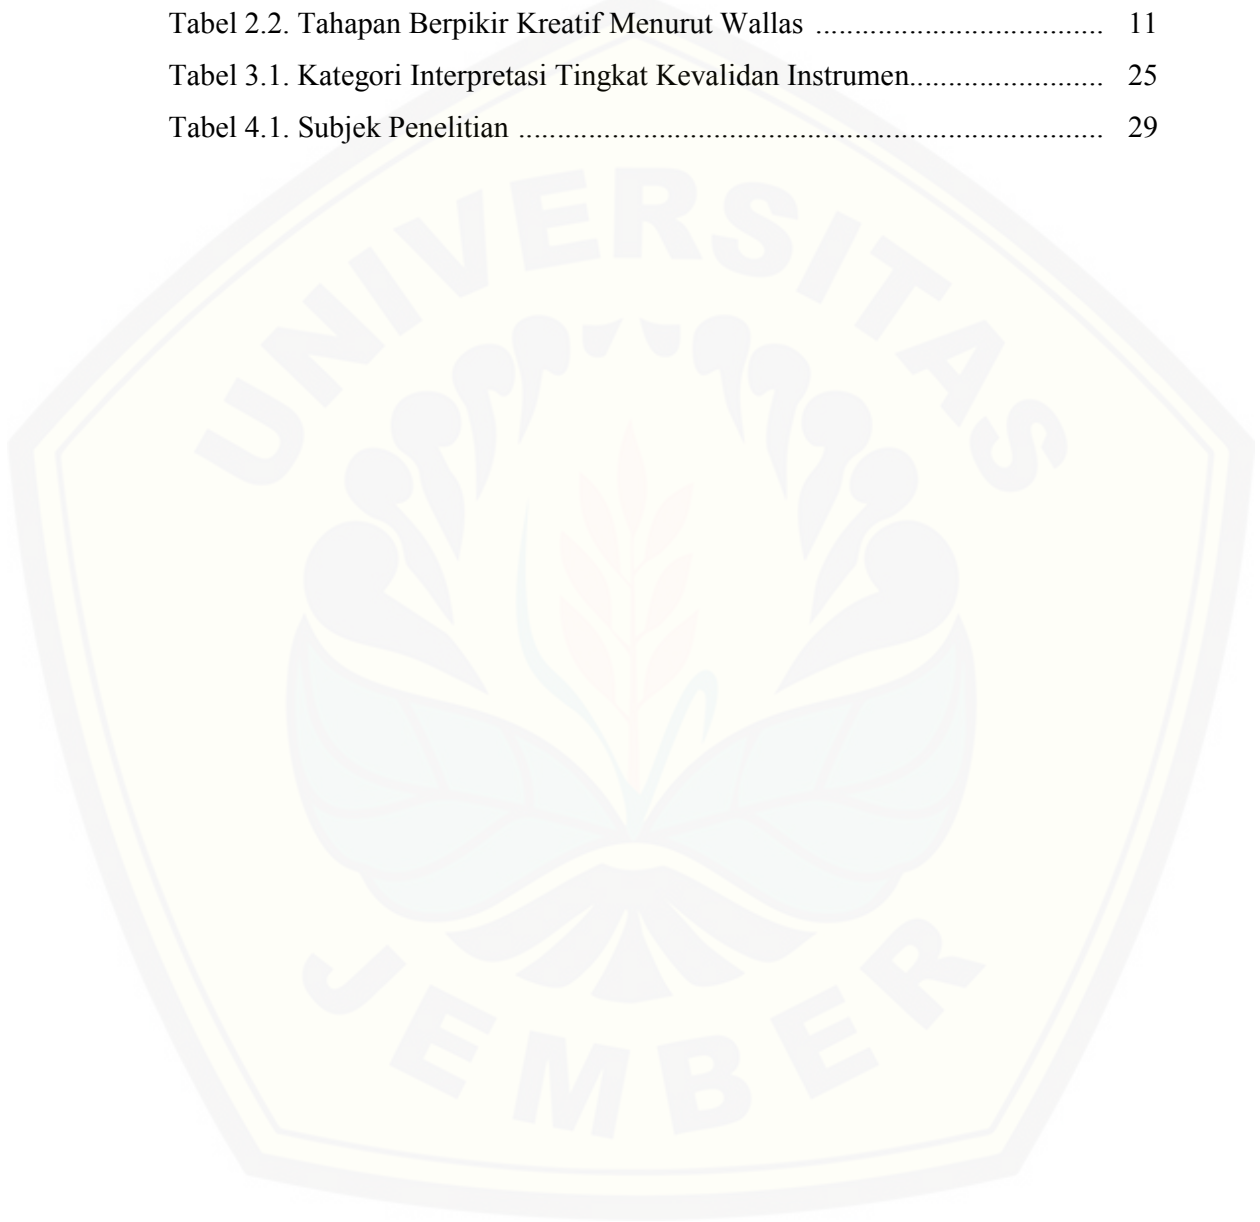 Tabel 2.2. Tahapan Berpikir Kreatif Menurut Wallas .................................... 11
Tabel 3.1. Kategori Interpretasi Tingkat Kevalidan Instrumen......................... 25
Tabel 4.1. Subjek Penelitian ........................................................................... 29
UNIVERSITAS
JEMBER